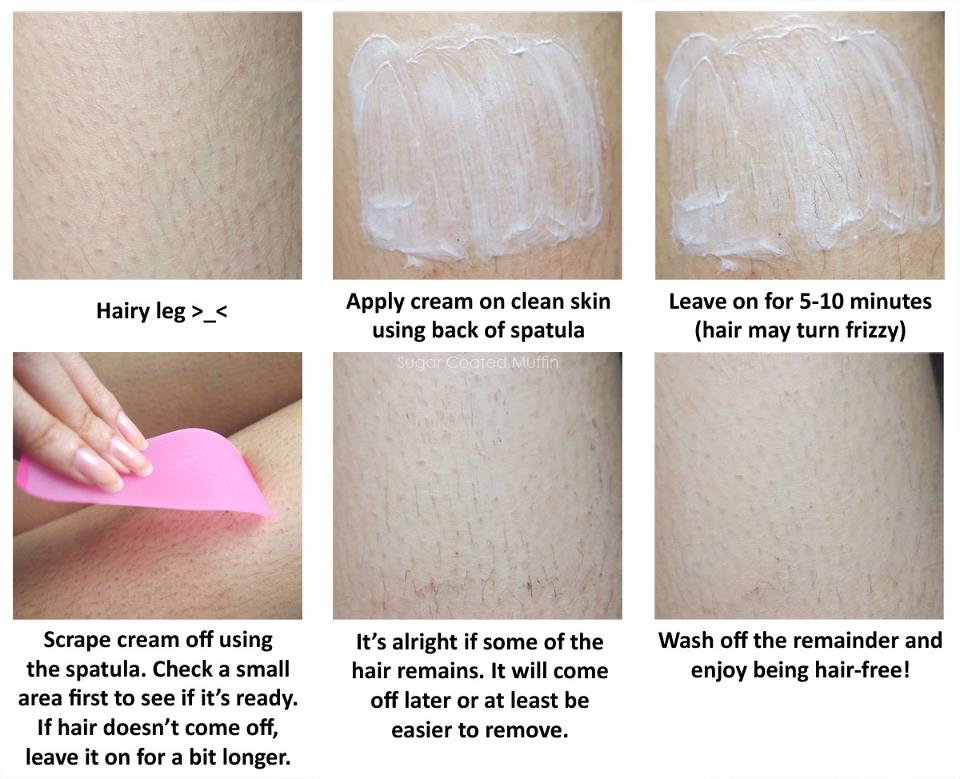 Hairy leg >_<
Apply cream on clean skin
using back of spatula
Leave on for 5-10 minutes
(hair may turn frizzy)
Sugar Coated Muffin
Scrape cream off using
the spatula. Check a small
area first to see if it’s ready.
If hair doesn’t come off,
leave it on for a bit longer.
It’s alright if some of the
hair remains. It will come
off later or at least be
easier to remove.
Wash off the remainder and
enjoy being hair-free!